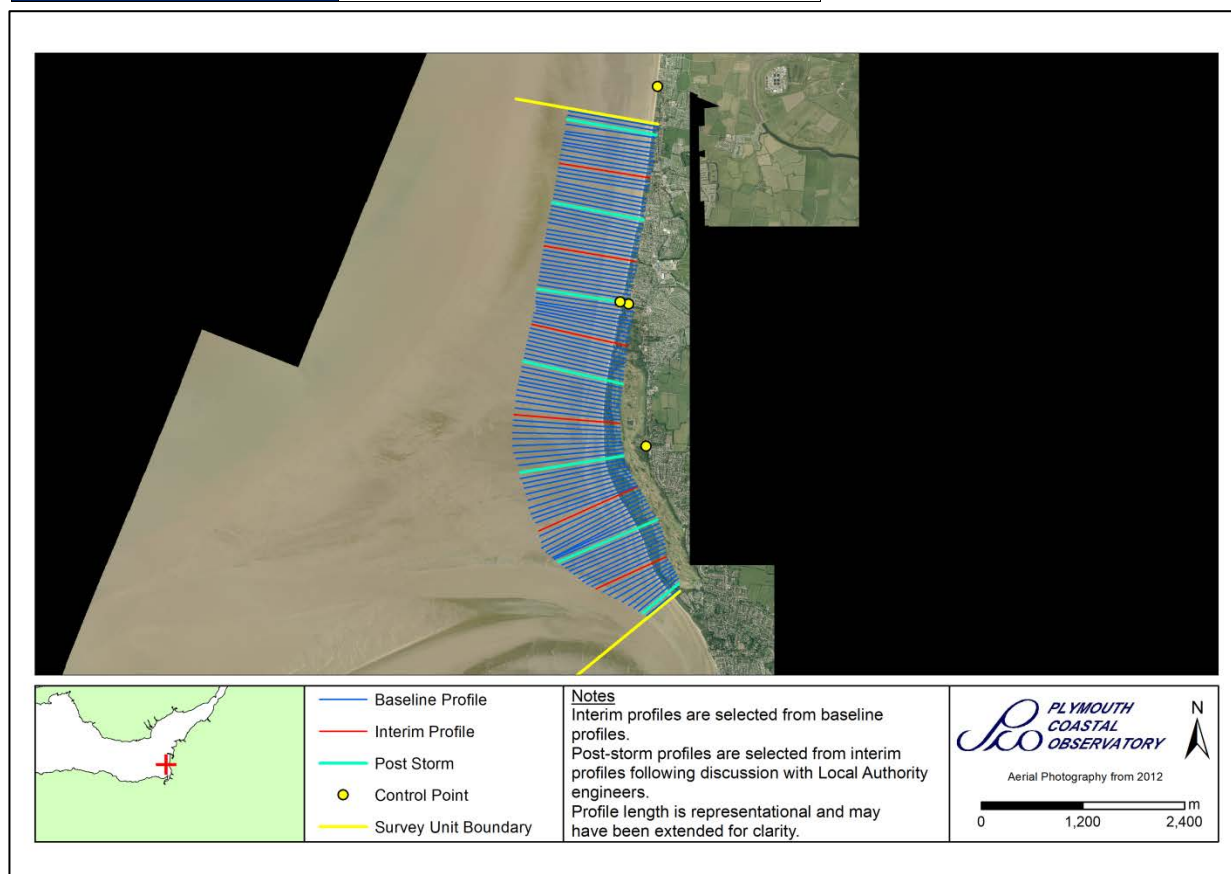 Baseline Profile
Interim Profile
Post Storm
Control Point
Survey Unit Boundary
Notes
Interim profiles are selected from baseline
profiles.
Post-storm profiles are selected from interim
profiles following discussion with Local Authority
engineers.
Profile length is representational and may
have been extended for clarity.
PCO
PLYMOUTH
COASTAL
OBSERVATORY
N
Aerial Photography from 2012
m
0 1,200 2,400